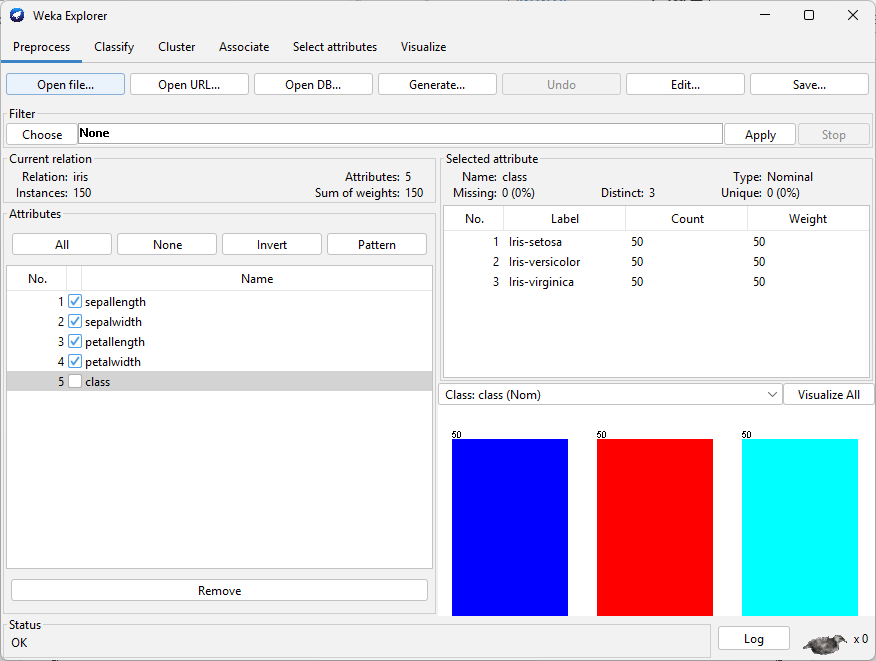 Weka Explorer
Preprocess Classify Cluster Associate Select attributes Visualize
Open file... Open URL... Open DB... Generate... Undo Edit... Save...
Filter
Choose None Apply Stop
Current relation
Relation: iris Attributes: 5
Instances: 150 Sum of weights: 150
Attributes
All None Invert Pattern
No. Name
1 sepallength
2 sepalwidth
3 petallength
4 petalwidth
5 class
Remove
Selected attribute
Name: class Type: Nominal
Missing: 0 (0%) Distinct: 3 Unique: 0 (0%)
No. Label Count Weight
1 Iris-setosa 50 50
2 Iris-versicolor 50 50
3 Iris-virginica 50 50
Class: class (Nom) Visualize All
50 50 50
Status
OK
Log x 0